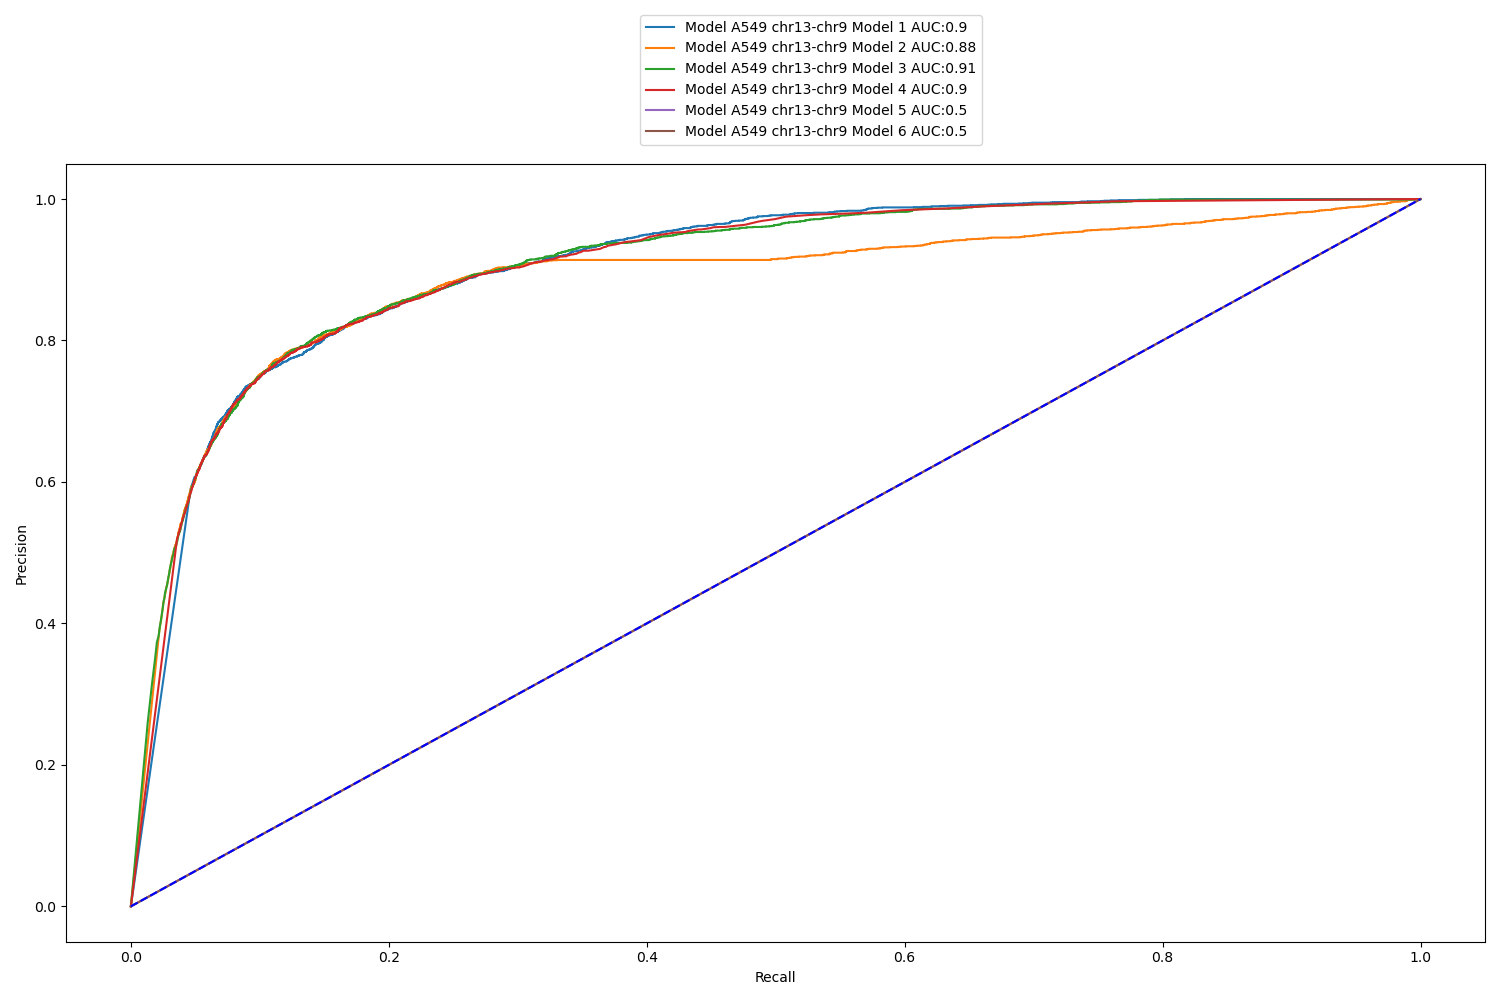 Model A549 chr13-chr9 Model 1 AUC:0.9
Model A549 chr13-chr9 Model 2 AUC:0.88
Model A549 chr13-chr9 Model 3 AUC:0.91
Model A549 chr13-chr9 Model 4 AUC:0.9
Model A549 chr13-chr9 Model 5 AUC:0.5
Model A549 chr13-chr9 Model 6 AUC:0.5
1.0
0.8
0.6
0.4
0.2
0.0
Precision
0.0 0.2 0.4 0.6 0.8 1.0
Recall